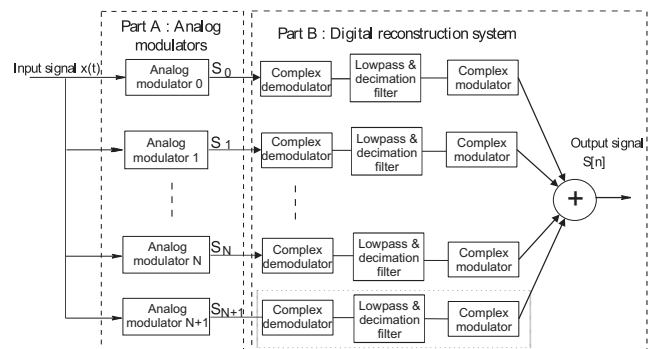 Part A : Analog
modulators
Part B : Digital reconstruction system
Input signal x(t)
Analog
modulator 0
S0
Complex
demodulator
Lowpass &
decimation
filter
Complex
modulator
Analog
modulator 1
S1
Complex
demodulator
Lowpass &
decimation
filter
Complex
modulator
Output signal
S[n]
+
Analog
modulator N
SN
Complex
demodulator
Lowpass &
decimation
filter
Complex
modulator
Analog
modulator N+1
SN+1
Complex
demodulator
Lowpass &
decimation
filter
Complex
modulator